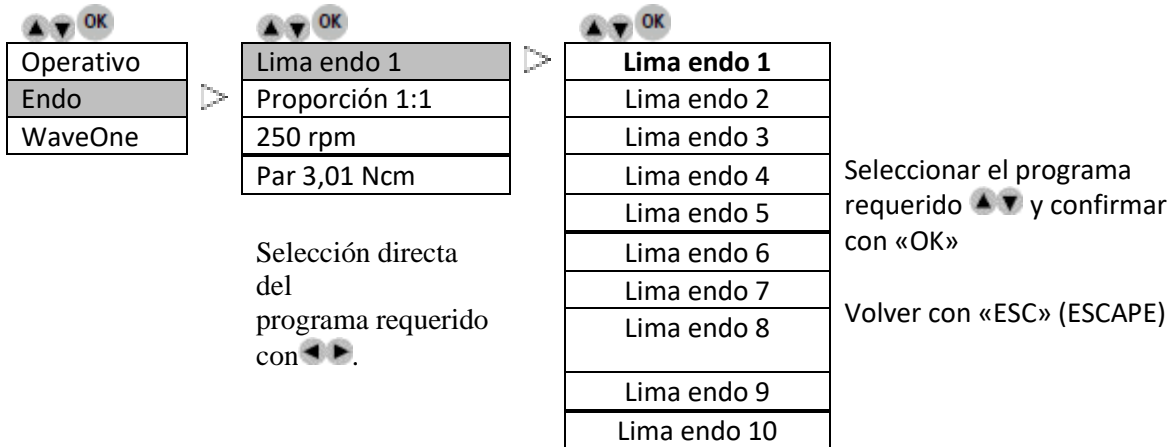 OK
Operativo
Endo
WaveOne
OK
Lima endo 1
Proporción 1:1
250 rpm
Par 3,01 Ncm
Selección directa
del
programa requerido
con ◀ ▶.
OK
Lima endo 1
Lima endo 2
Lima endo 3
Lima endo 4
Lima endo 5
Lima endo 6
Lima endo 7
Lima endo 8
Lima endo 9
Lima endo 10
Seleccionar el programa
requerido ▲ ▼ y confirmar
con «OK»
Volver con «ESC» (ESCAPE)